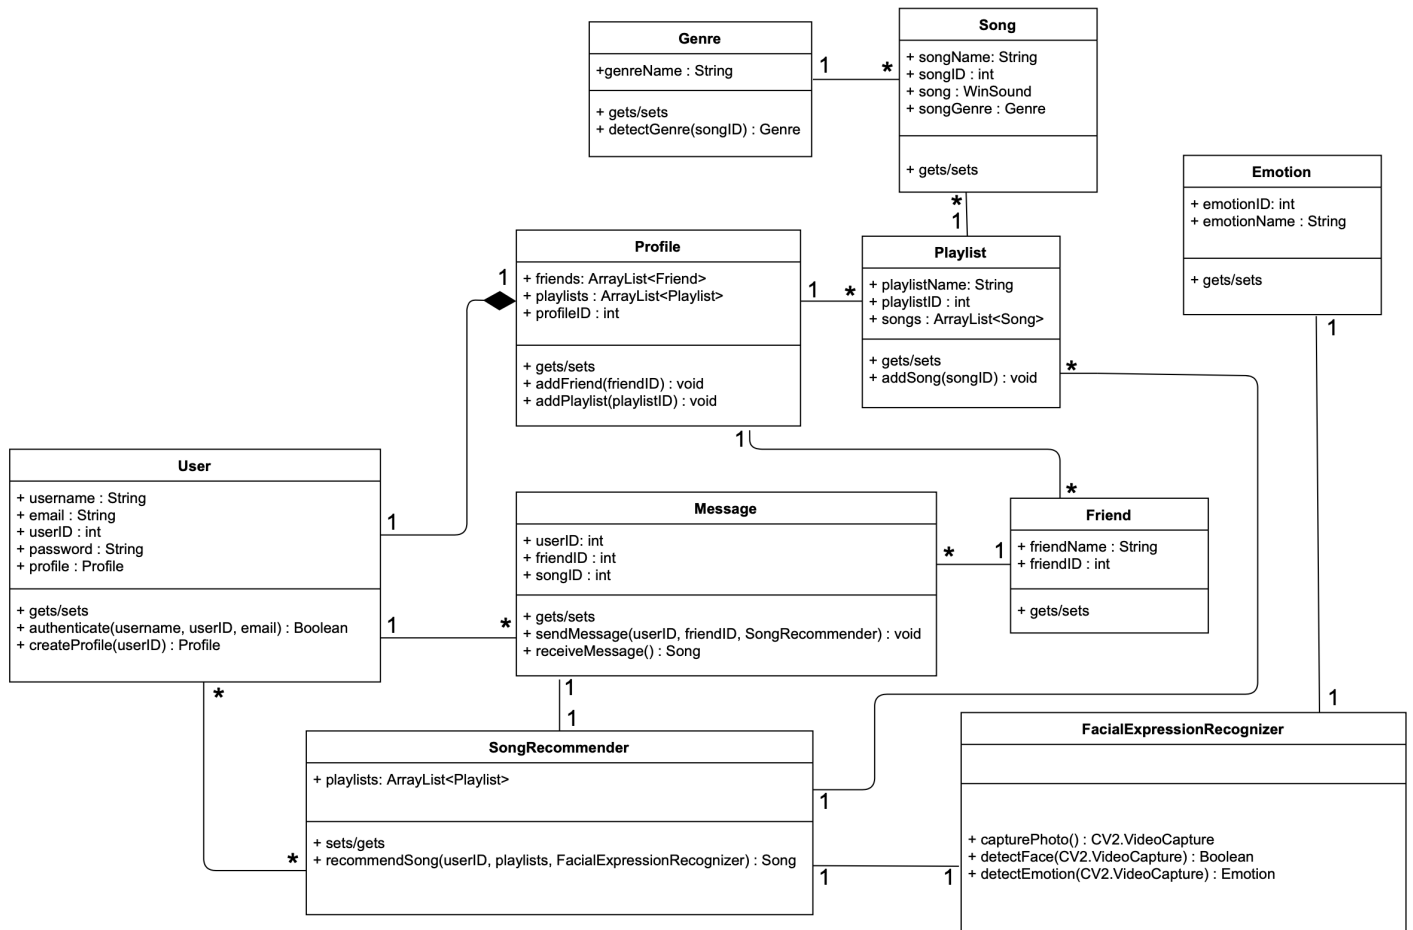 Genre
+genreName : String
+ gets/sets
+ detectGenre(songID) : Genre
1
*
Song
+ songName: String
+ songID : int
+ song : WinSound
+ songGenre : Genre
+ gets/sets
*
1
Emotion
+ emotionID: int
+ emotionName : String
+ gets/sets
1
Profile
+ friends: ArrayList<Friend>
+ playlists : ArrayList<Playlist>
+ profileID : int
+ gets/sets
+ addFriend(friendID) : void
+ addPlaylist(playlistID) : void
1
1
*
1
Playlist
+ playlistName: String
+ playlistID : int
+ songs : ArrayList<Song>
+ gets/sets
+ addSong(songID) : void
*
User
+ username : String
+ email : String
+ userID : int
+ password : String
+ profile : Profile
+ gets/sets
+ authenticate(username, userID, email) : Boolean
+ createProfile(userID) : Profile
1
1
*
*
Message
+ userID: int
+ friendID : int
+ songID : int
+ gets/sets
+ sendMessage(userID, friendID, SongRecommender) : void
+ receiveMessage() : Song
*
1
*
Friend
+ friendName : String
+ friendID : int
+ gets/sets
1
1
SongRecommender
+ playlists: ArrayList<Playlist>
+ sets/gets
+ recommendSong(userID, playlists, FacialExpressionRecognizer) : Song
*
1
1
1
1
FacialExpressionRecognizer
+ capturePhoto() : CV2.VideoCapture
+ detectFace(CV2.VideoCapture) : Boolean
+ detectEmotion(CV2.VideoCapture) : Emotion